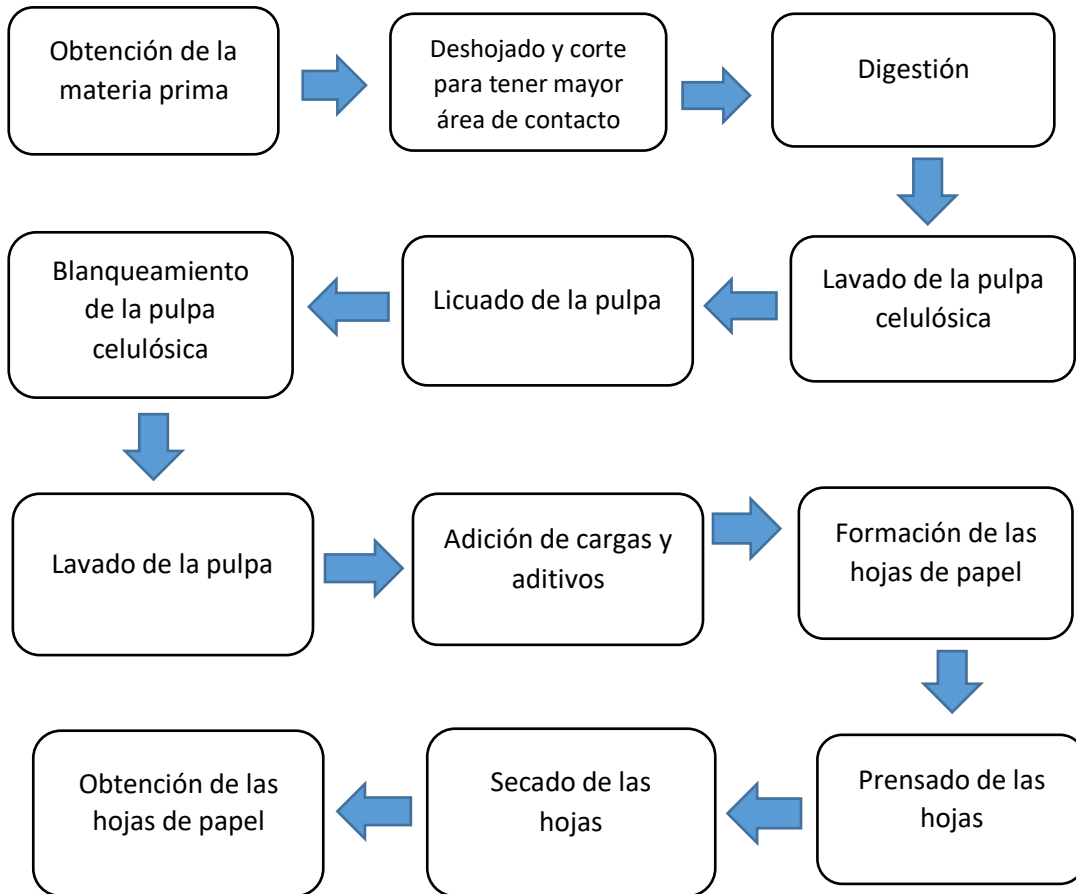 Obtención de la
materia prima
Deshojado y corte
para tener mayor
área de contacto
Digestión
Lavado de la pulpa
celulósica
Licuado de la pulpa
Blanqueamiento
de la pulpa
celulósica
Lavado de la pulpa
Adición de cargas y
aditivos
Formación de las
hojas de papel
Prensado de las
hojas
Secado de las
hojas
Obtención de las
hojas de papel